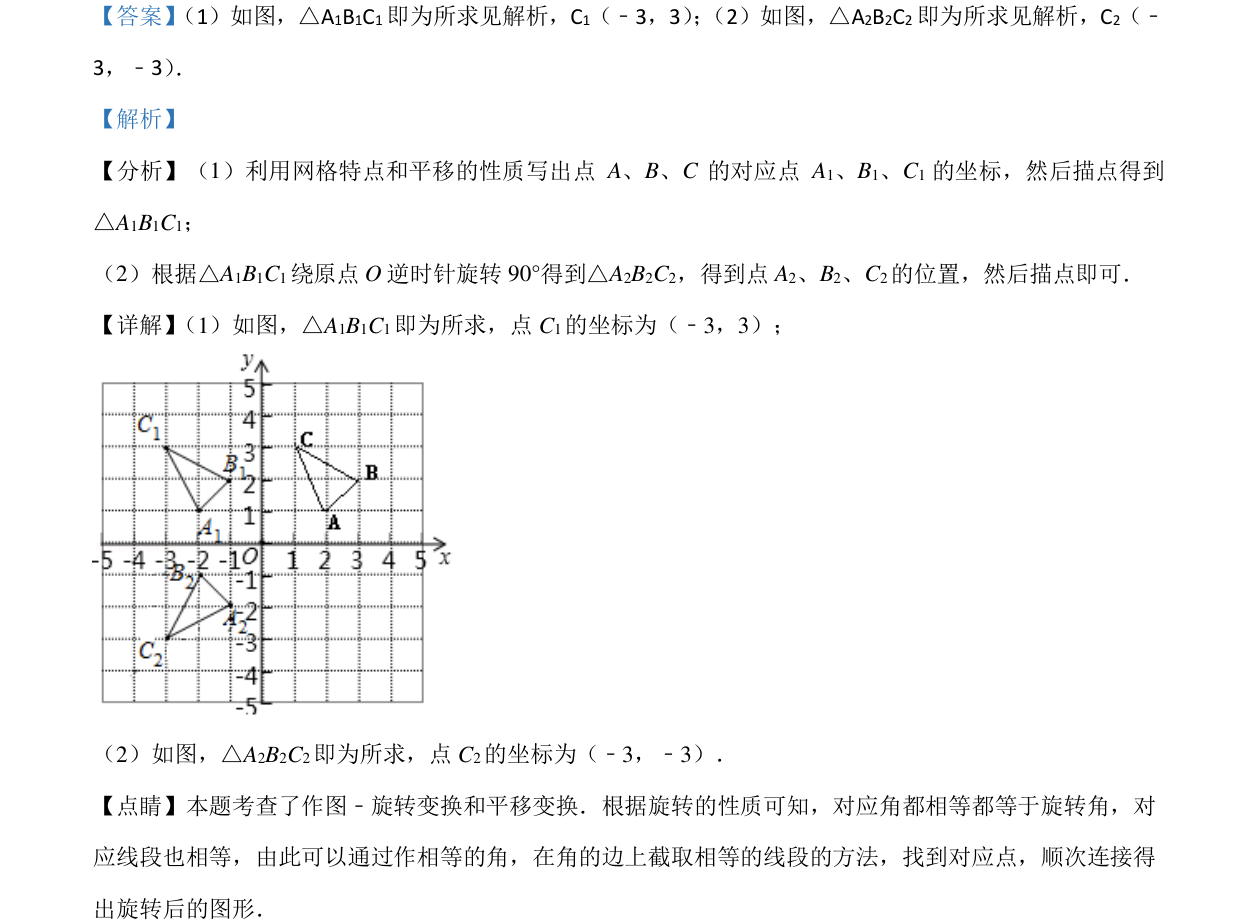 【答案】（1）如图，△A₁B₁C₁即为所求见解析，C₁（﹣3，3）；（2）如图，△A₂B₂C₂即为所求见解析，C₂（﹣
3，﹣3）．
【解析】
【分析】（1）利用网格特点和平移的性质写出点 A、B、C 的对应点 A₁、B₁、C₁的坐标，然后描点得到
△A₁B₁C₁；
（2）根据△A₁B₁C₁绕原点 O 逆时针旋转 90°得到△A₂B₂C₂，得到点 A₂、B₂、C₂的位置，然后描点即可．
【详解】（1）如图，△A₁B₁C₁即为所求，点 C₁的坐标为（﹣3，3）；
y
5
C₁ 4
C
B₁ 3
B
2
1
A₁ A
-5 -4 -3 -2 -1 O 1 2 3 4 5 x
B₂ -1
A₂ -2
C₂ -3
-4
-5
（2）如图，△A₂B₂C₂即为所求，点 C₂的坐标为（﹣3，﹣3）．
【点睛】本题考查了作图﹣旋转变换和平移变换．根据旋转的性质可知，对应角都相等都等于旋转角，对
应线段也相等，由此可以通过作相等的角，在角的边上截取相等的线段的方法，找到对应点，顺次连接得
出旋转后的图形．